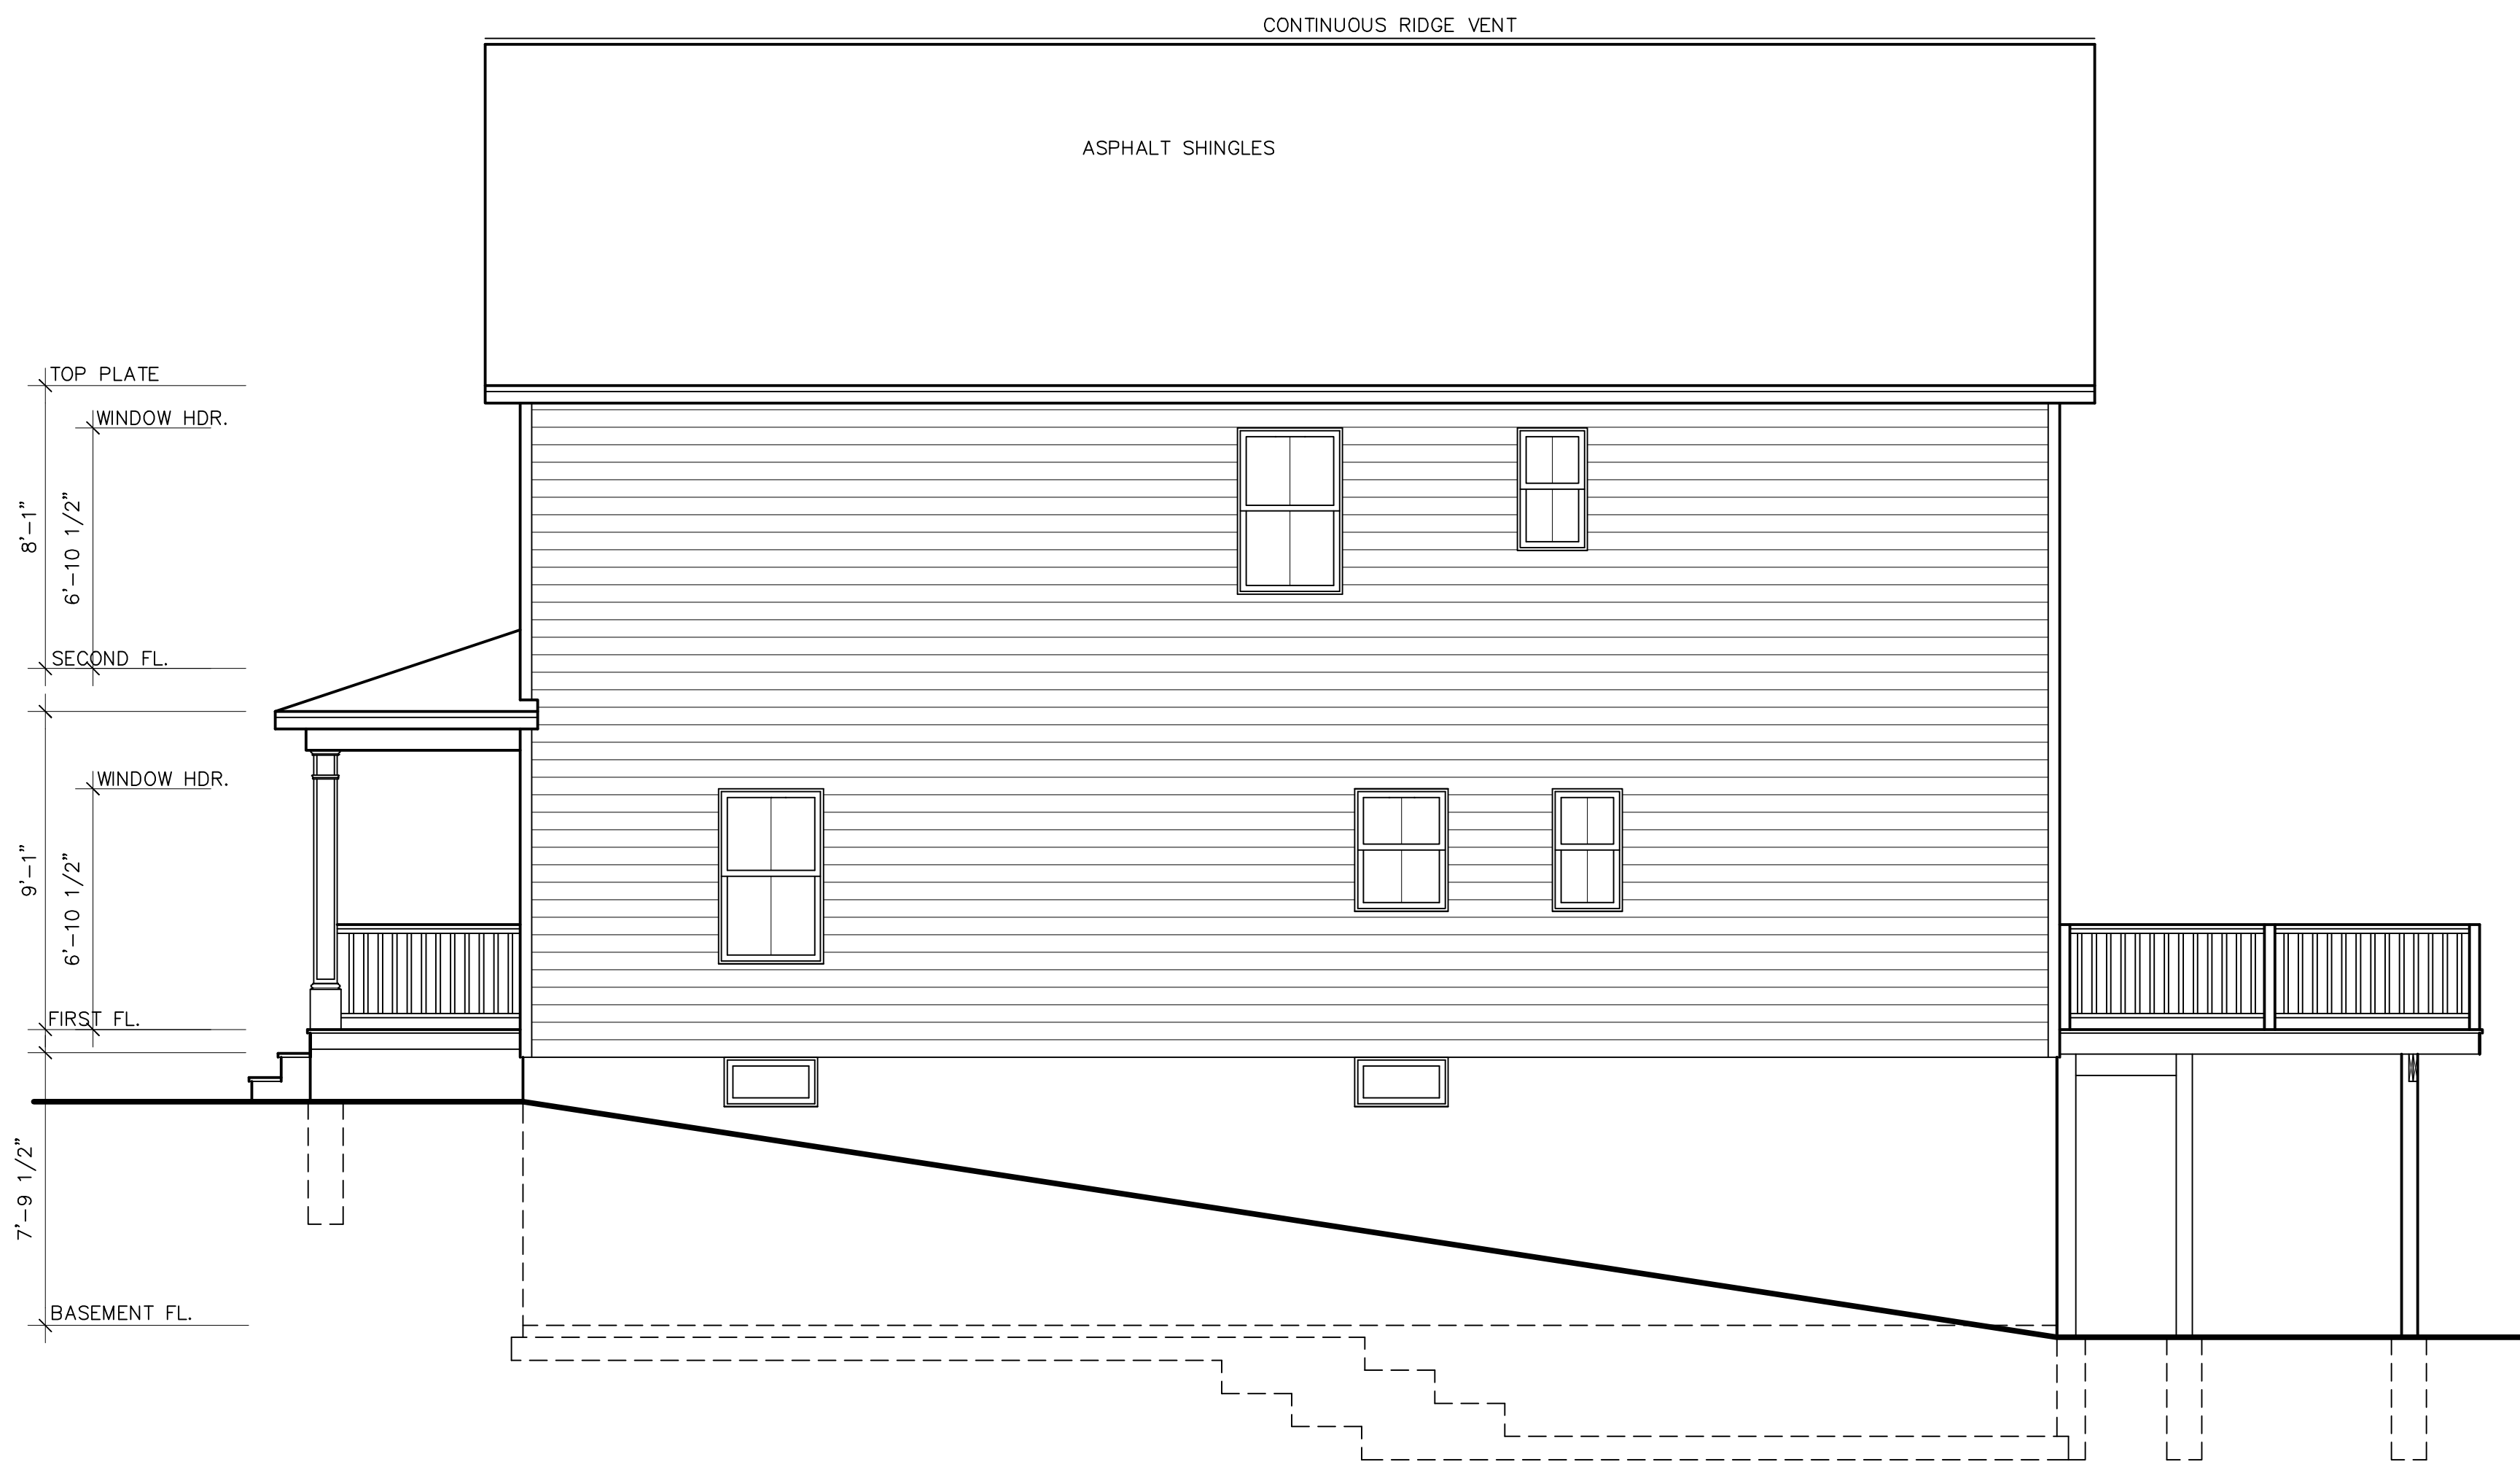 CONTINUOUS RIDGE VENT
ASPHALT SHINGLES
TOP PLATE
WINDOW HDR.
8'-1"
6'-10 1/2"
SECOND FL.
WINDOW HDR.
9'-1"
6'-10 1/2"
FIRST FL.
7'-9 1/2"
BASEMENT FL.